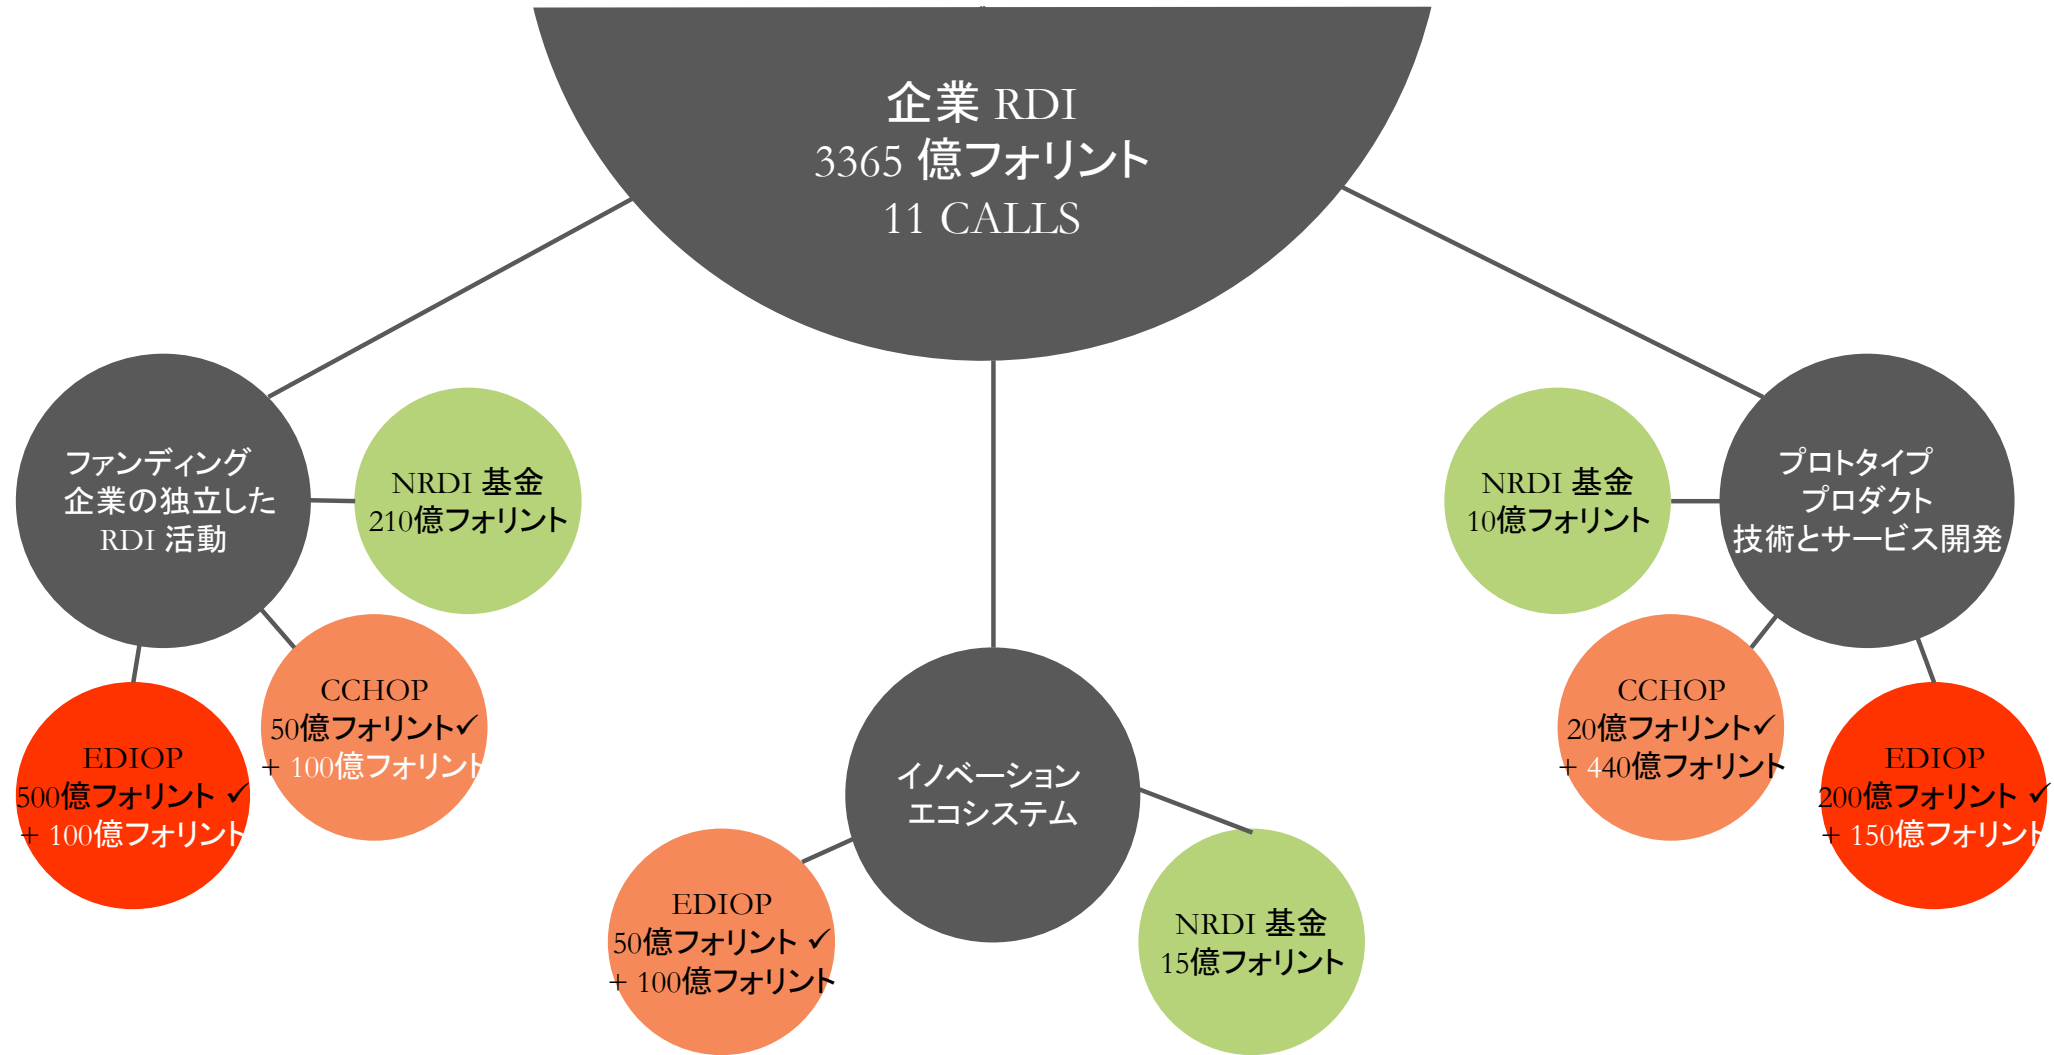 企業 RDI
3365 億フォリント
11 CALLS
ファンディング
企業の独立した
RDI 活動
NRDI 基金
210億フォリント
CCHOP
50億フォリント✓
+ 100億フォリント
EDIOP
500億フォリント ✓
+ 100億フォリント
イノベーション
エコシステム
EDIOP
50億フォリント ✓
+ 100億フォリント
NRDI 基金
15億フォリント
プロトタイプ
プロダクト
技術とサービス開発
NRDI 基金
10億フォリント
CCHOP
20億フォリント✓
+ 440億フォリント
EDIOP
200億フォリント ✓
+ 150億フォリント